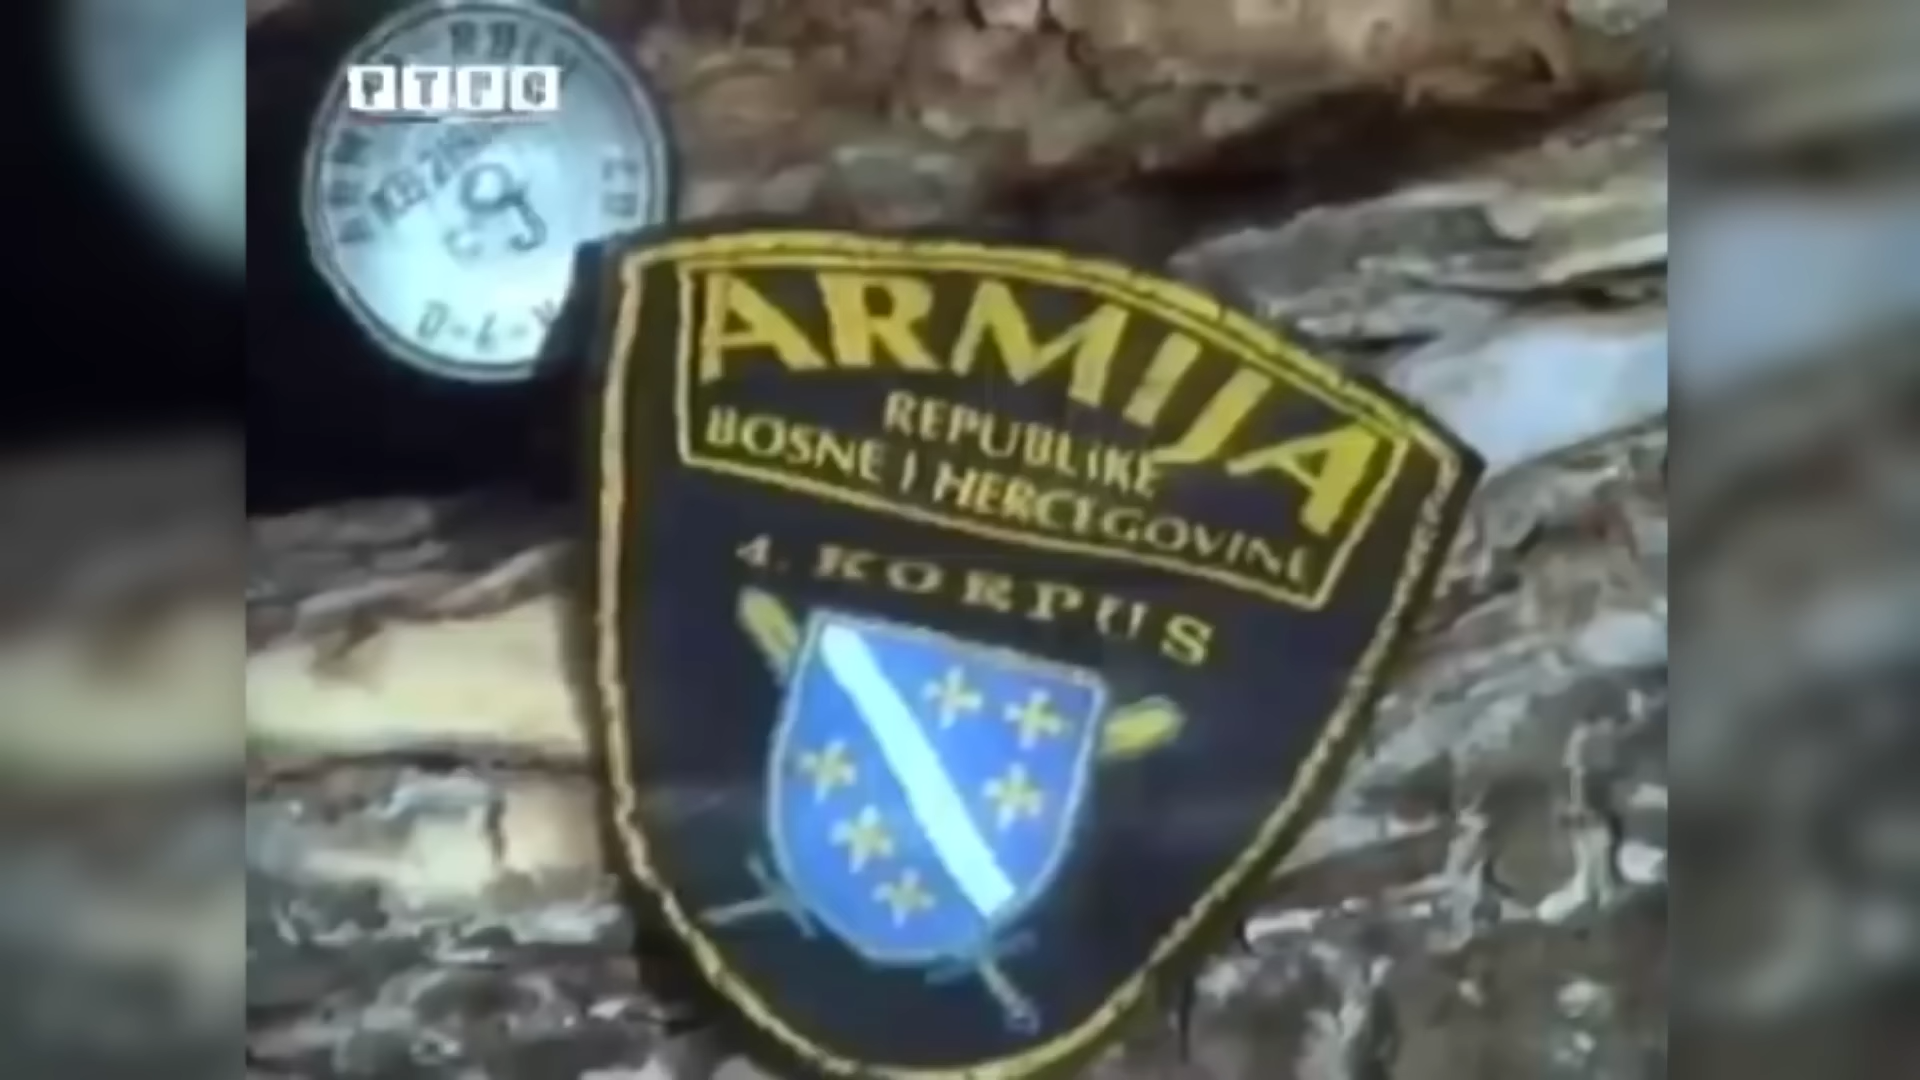 РТРС
ARMIJA
REPUBLIKE
BOSNE I HERCEGOVINE
4. KORPUS